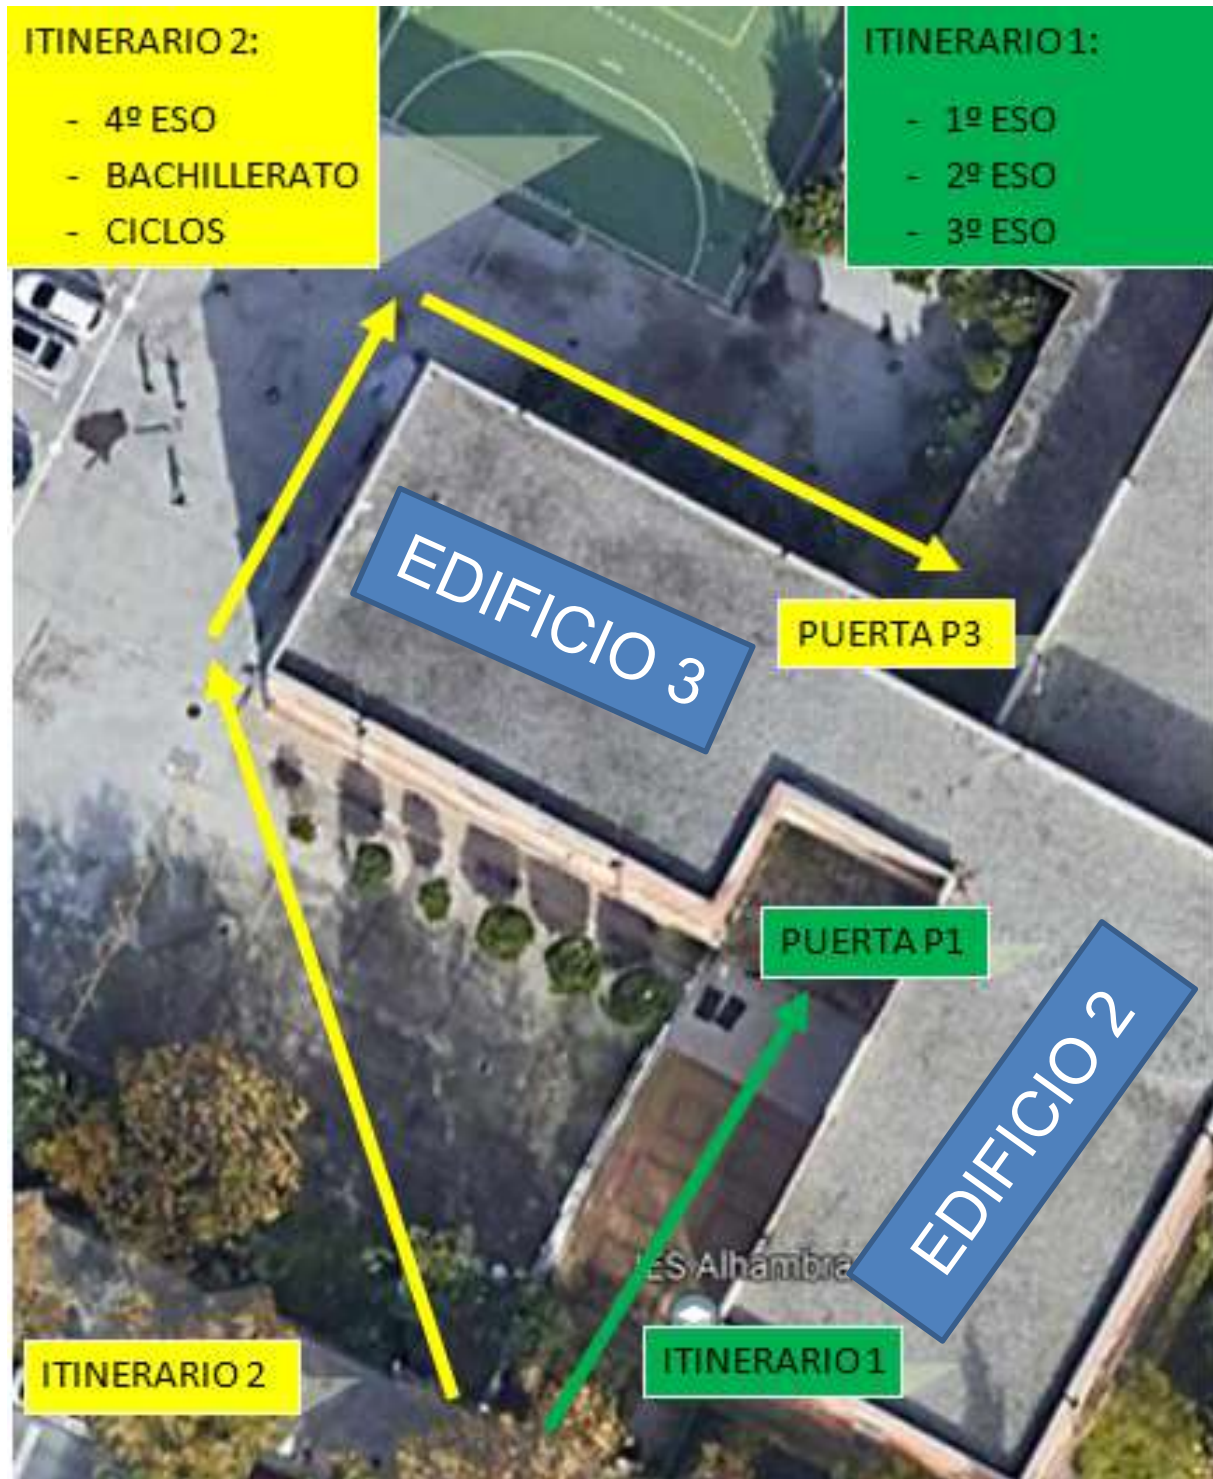 ITINERARIO 2:
- 4º ESO
- BACHILLERATO
- CICLOS
ITINERARIO 1:
- 1º ESO
- 2º ESO
- 3º ESO
EDIFICIO 3
PUERTA P3
PUERTA P1
EDIFICIO 2
IES Alhambra
ITINERARIO 2
ITINERARIO 1